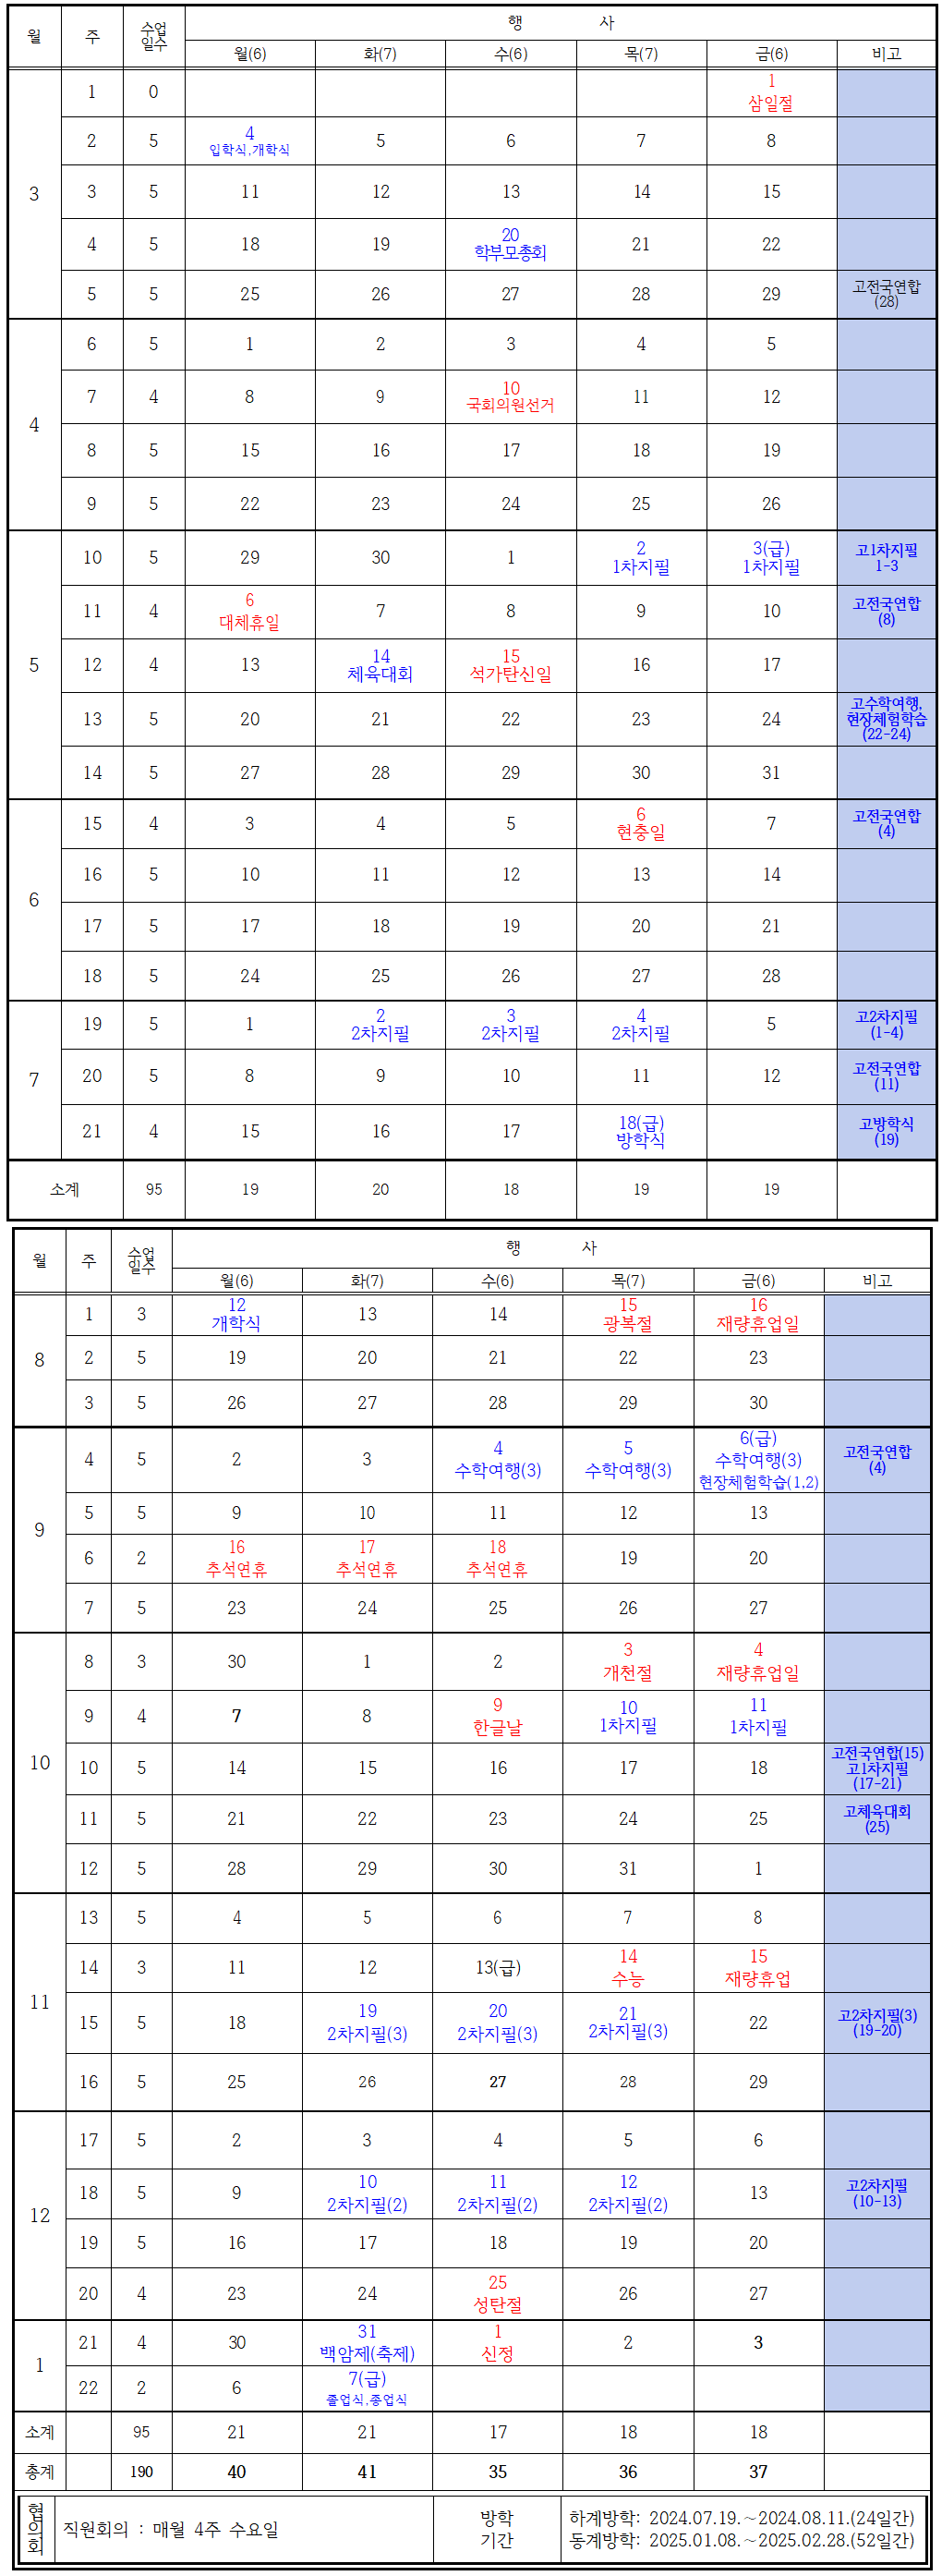 월 주 수업일수 행 사
월(6) 화(7) 수(6) 목(7) 금(6) 비고
3
1 0 1 삼일절
2 5 4 입학식,개학식 5 6 7 8
3 5 11 12 13 14 15
4 5 18 19 20 학부모총회 21 22
5 5 25 26 27 28 29 고전국연합 (28)
4
6 5 1 2 3 4 5
7 4 8 9 10 국회의원선거 11 12
8 5 15 16 17 18 19
9 5 22 23 24 25 26
5
10 5 29 30 1 2 1차지필 3(급) 1차지필 고1차지필 1-3
11 4 6 대체휴일 7 8 9 10 고전국연합 (8)
12 4 13 14 체육대회 15 석가탄신일 16 17
13 5 20 21 22 23 24 고수학여행, 현장체험학습 (22-24)
14 5 27 28 29 30 31
6
15 4 3 4 5 6 현충일 7 고전국연합 (4)
16 5 10 11 12 13 14
17 5 17 18 19 20 21
18 5 24 25 26 27 28
7
19 5 1 2 2차지필 3 2차지필 4 2차지필 5 고2차지필 (1-4)
20 5 8 9 10 11 12 고전국연합 (11)
21 4 15 16 17 18(급) 방학식 고방학식 (19)
소계 95 19 20 18 19 19
월 주 수업일수 행 사
월(6) 화(7) 수(6) 목(7) 금(6) 비고
8
1 3 12 개학식 13 14 15 광복절 16 재량휴업일
2 5 19 20 21 22 23
3 5 26 27 28 29 30
9
4 5 2 3 4 수학여행(3) 5 수학여행(3) 6(급) 수학여행(3) 현장체험학습(1,2) 고전국연합 (4)
5 5 9 10 11 12 13
6 2 16 추석연휴 17 추석연휴 18 추석연휴 19 20
7 5 23 24 25 26 27
10
8 3 30 1 2 3 개천절 4 재량휴업일
9 4 7 8 9 한글날 10 1차지필 11 1차지필
10 5 14 15 16 17 18 고전국연합(15) 고1차지필 (17-21)
11 5 21 22 23 24 25 고체육대회 (25)
12 5 28 29 30 31 1
11
13 5 4 5 6 7 8
14 3 11 12 13(급) 14 수능 15 재량휴업
15 5 18 19 2차지필(3) 20 2차지필(3) 21 2차지필(3) 22 고2차지필(3) (19-20)
16 5 25 26 27 28 29
12
17 5 2 3 4 5 6
18 5 9 10 2차지필(2) 11 2차지필(2) 12 2차지필(2) 13 고2차지필 (10-13)
19 5 16 17 18 19 20
20 4 23 24 25 성탄절 26 27
1
21 4 30 31 백암제(축제) 1 신정 2 3
22 2 6 7(급) 졸업식,종업식
소계 95 21 21 17 18 18
총계 190 40 41 35 36 37
협의회 직원회의 : 매월 4주 수요일 방학 기간 하계방학: 2024.07.19.~2024.08.11.(24일간)
동계방학: 2025.01.08.~2025.02.28.(52일간)